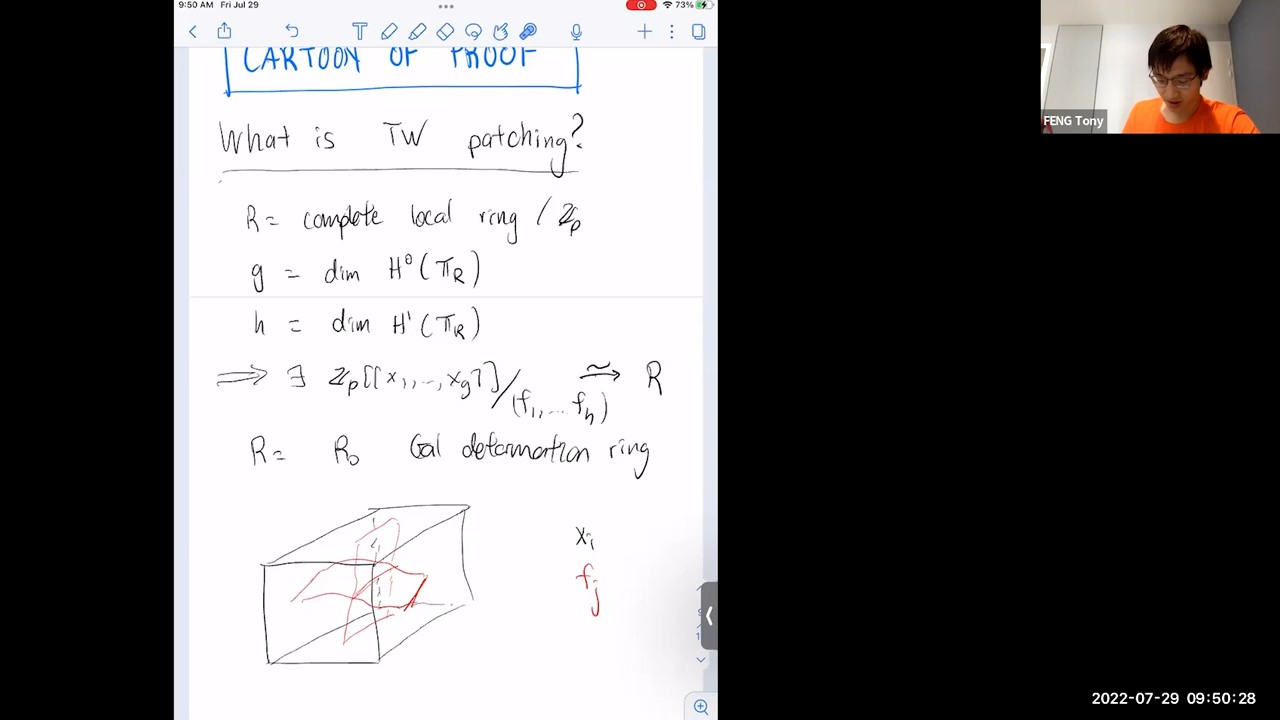 9:50 AM Fri Jul 29
73%
CARTOON OF PROOF
What is TW patching?
R = complete local ring / ℤp
g = dim H⁰(πR)
h = dim H¹(πR)
⟹ ∃ ℤp[[x₁,...,xg]]/(f₁,...fh) ⥲ R
R = R₀ Gal deformation ring
xᵢ
fⱼ
FENG Tony
2022-07-29 09:50:28